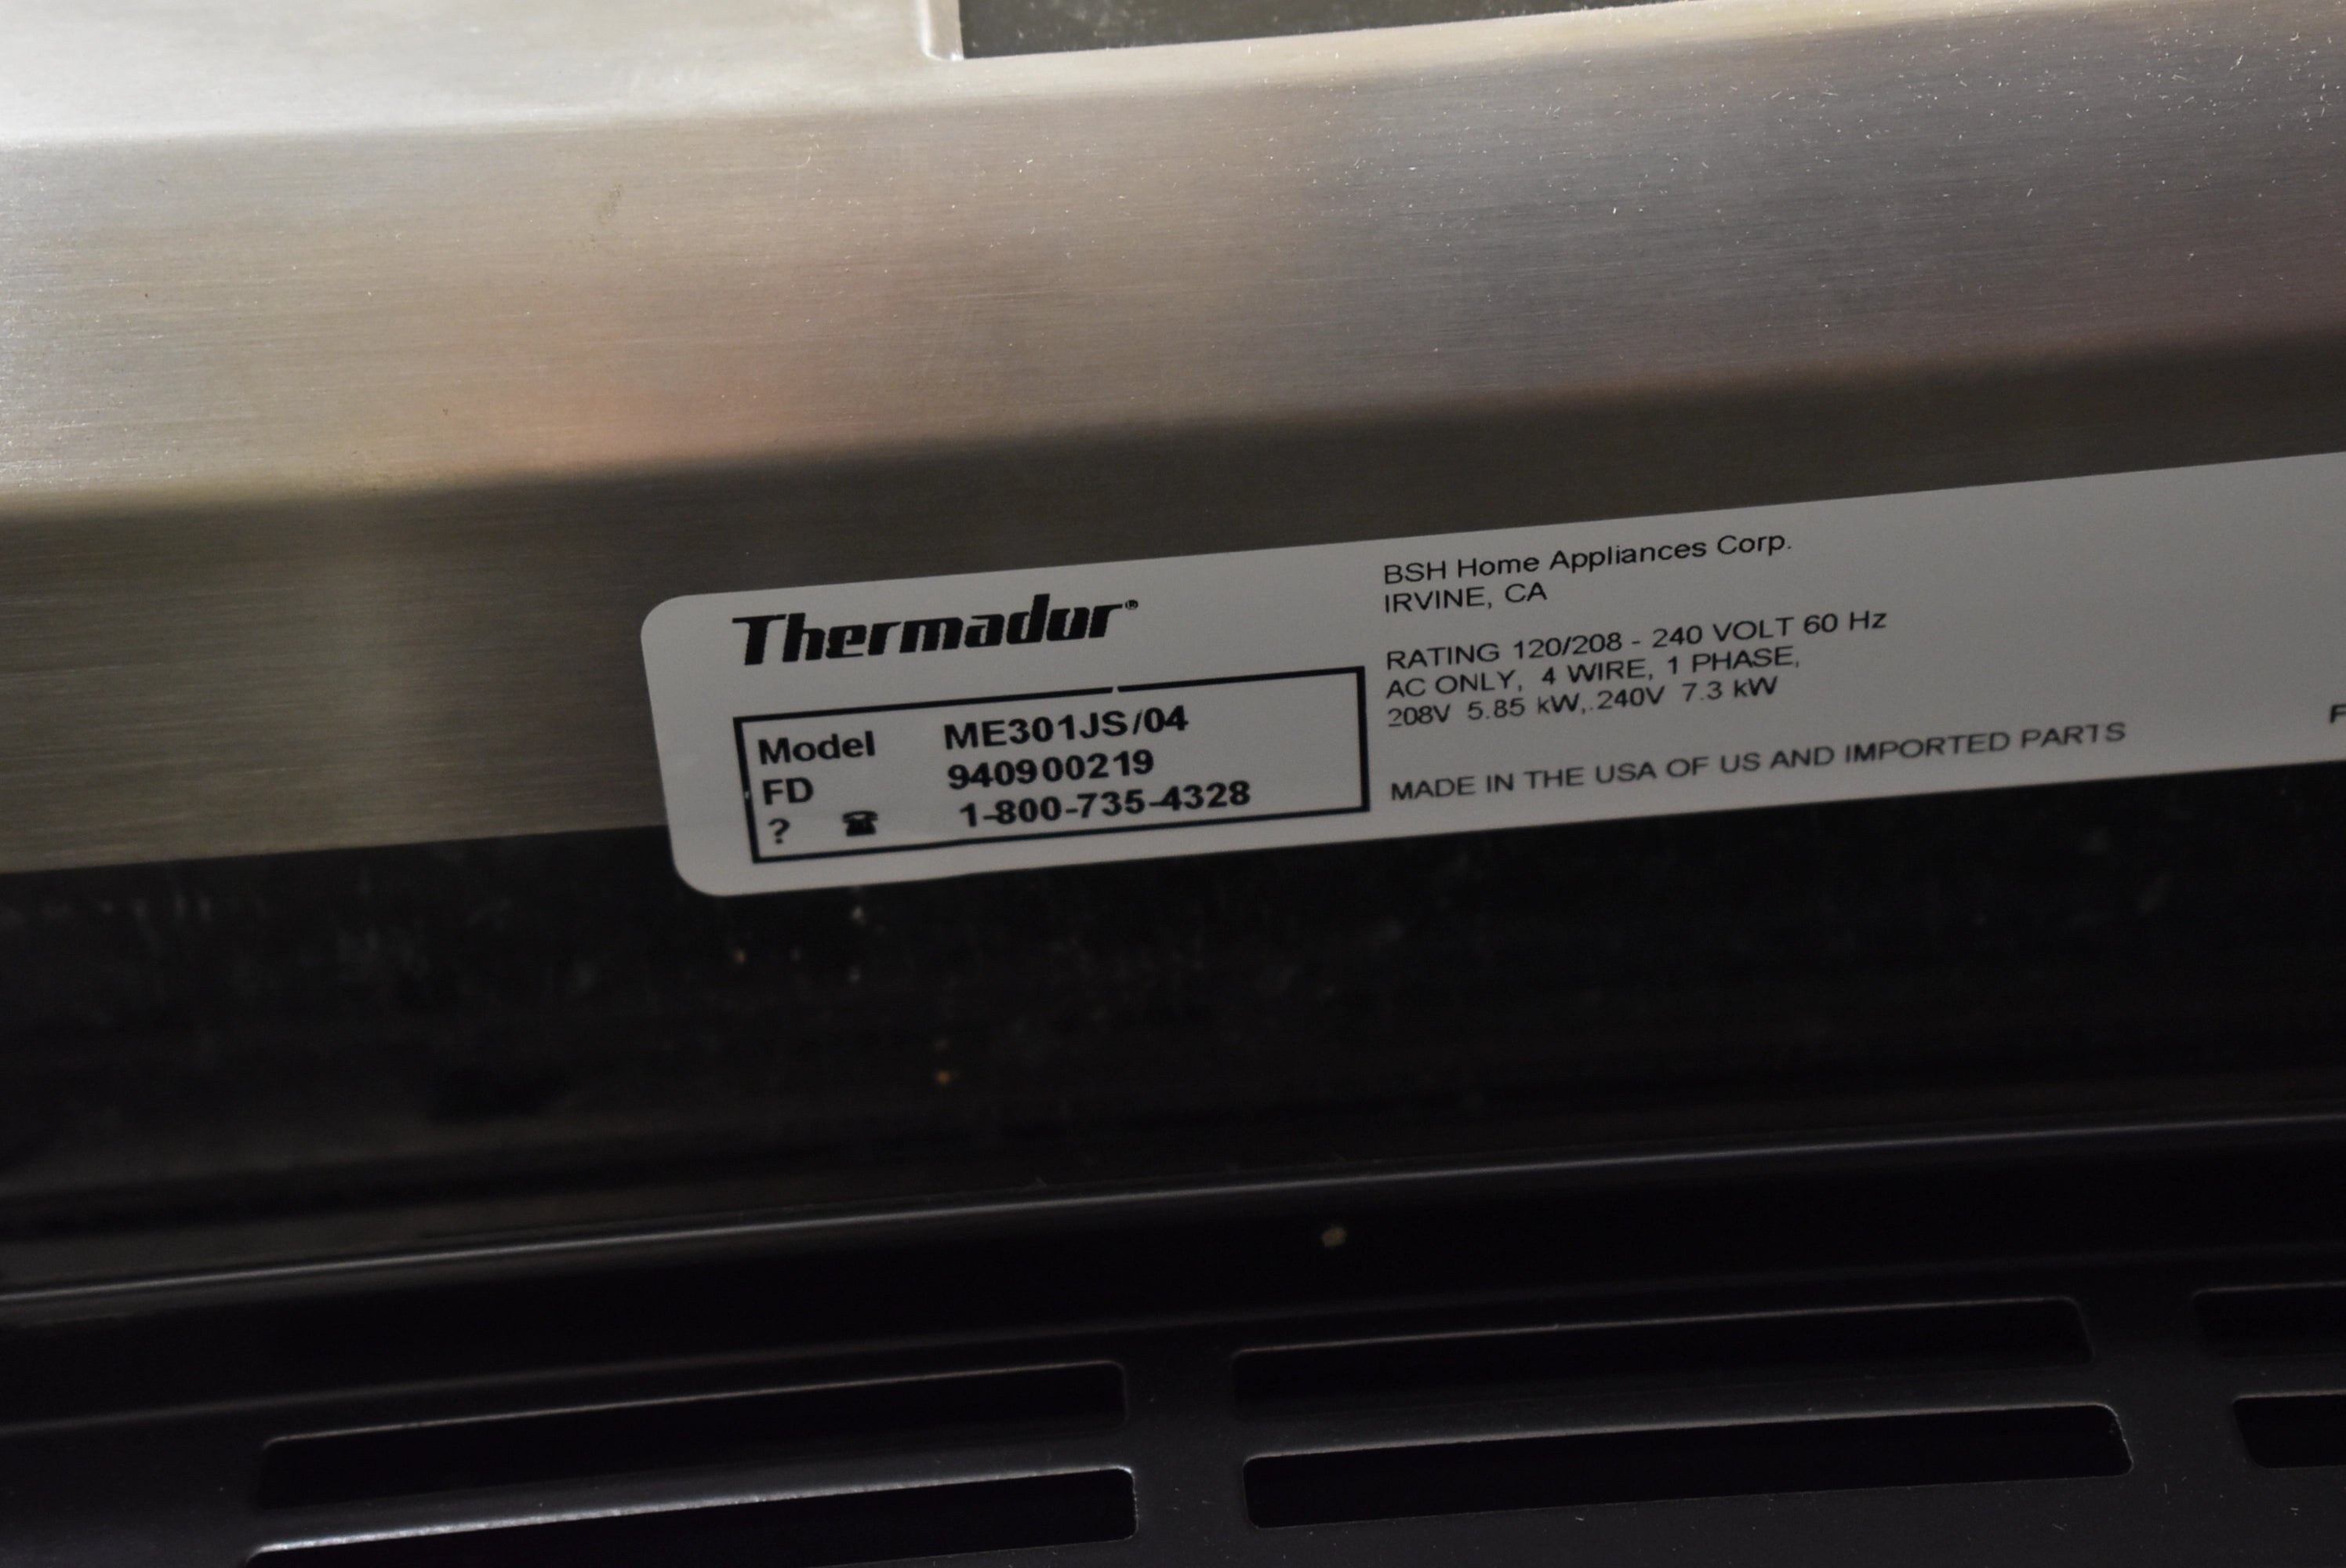 Thermador®
Model ME301JS/04
FD 940900219
? ☎ 1-800-735-4328
BSH Home Appliances Corp.
IRVINE, CA
RATING 120/208 - 240 VOLT 60 Hz
AC ONLY, 4 WIRE, 1 PHASE,
208V 5.85 kW, 240V 7.3 kW
MADE IN THE USA OF US AND IMPORTED PARTS